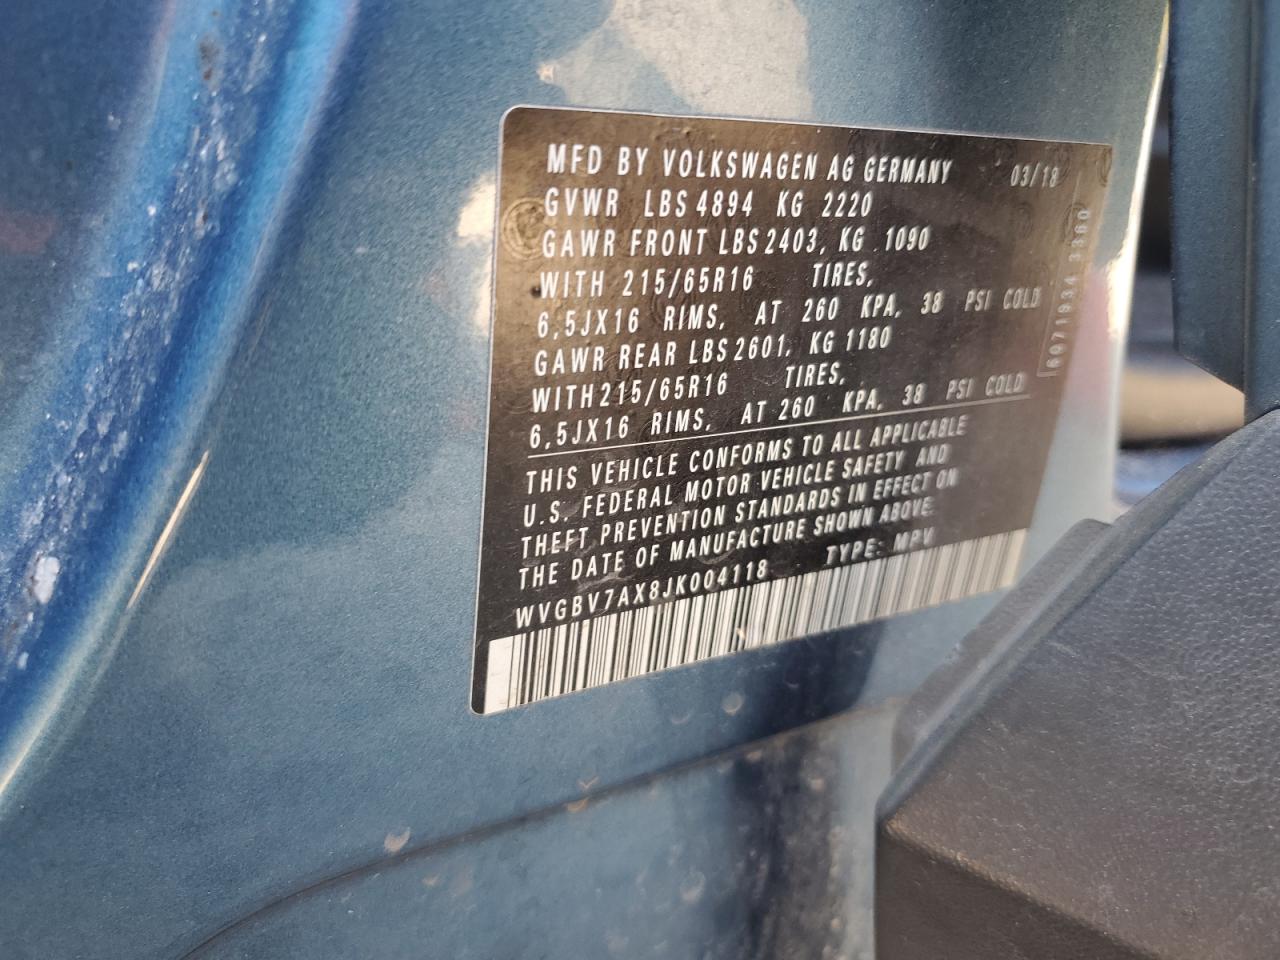 MFD BY VOLKSWAGEN AG GERMANY 03/18
GVWR LBS 4894 KG 2220
GAWR FRONT LBS 2403, KG 1090
WITH 215/65R16 TIRES,
6,5JX16 RIMS, AT 260 KPA, 38 PSI COLD
GAWR REAR LBS 2601, KG 1180
WITH 215/65R16 TIRES,
6,5JX16 RIMS, AT 260 KPA, 38 PSI COLD
THIS VEHICLE CONFORMS TO ALL APPLICABLE
U.S. FEDERAL MOTOR VEHICLE SAFETY AND
THEFT PREVENTION STANDARDS IN EFFECT ON
THE DATE OF MANUFACTURE SHOWN ABOVE.
WVGBV7AX8JK004118 TYPE: MPV